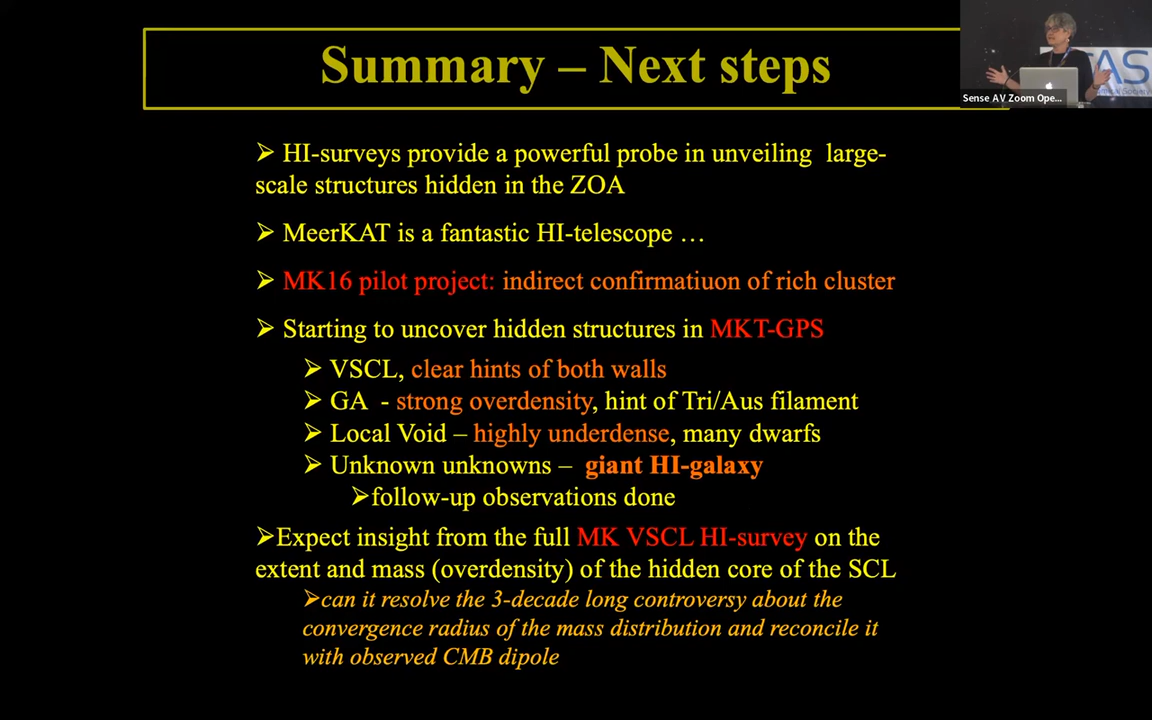 Summary – Next steps
AS
Sense AV Zoom Ope...
➢ HI-surveys provide a powerful probe in unveiling large-
scale structures hidden in the ZOA
➢ MeerKAT is a fantastic HI-telescope …
➢ MK16 pilot project: indirect confirmatiuon of rich cluster
➢ Starting to uncover hidden structures in MKT-GPS
➢ VSCL, clear hints of both walls
➢ GA - strong overdensity, hint of Tri/Aus filament
➢ Local Void – highly underdense, many dwarfs
➢ Unknown unknowns – giant HI-galaxy
➢follow-up observations done
➢Expect insight from the full MK VSCL HI-survey on the
extent and mass (overdensity) of the hidden core of the SCL
➢can it resolve the 3-decade long controversy about the
convergence radius of the mass distribution and reconcile it
with observed CMB dipole